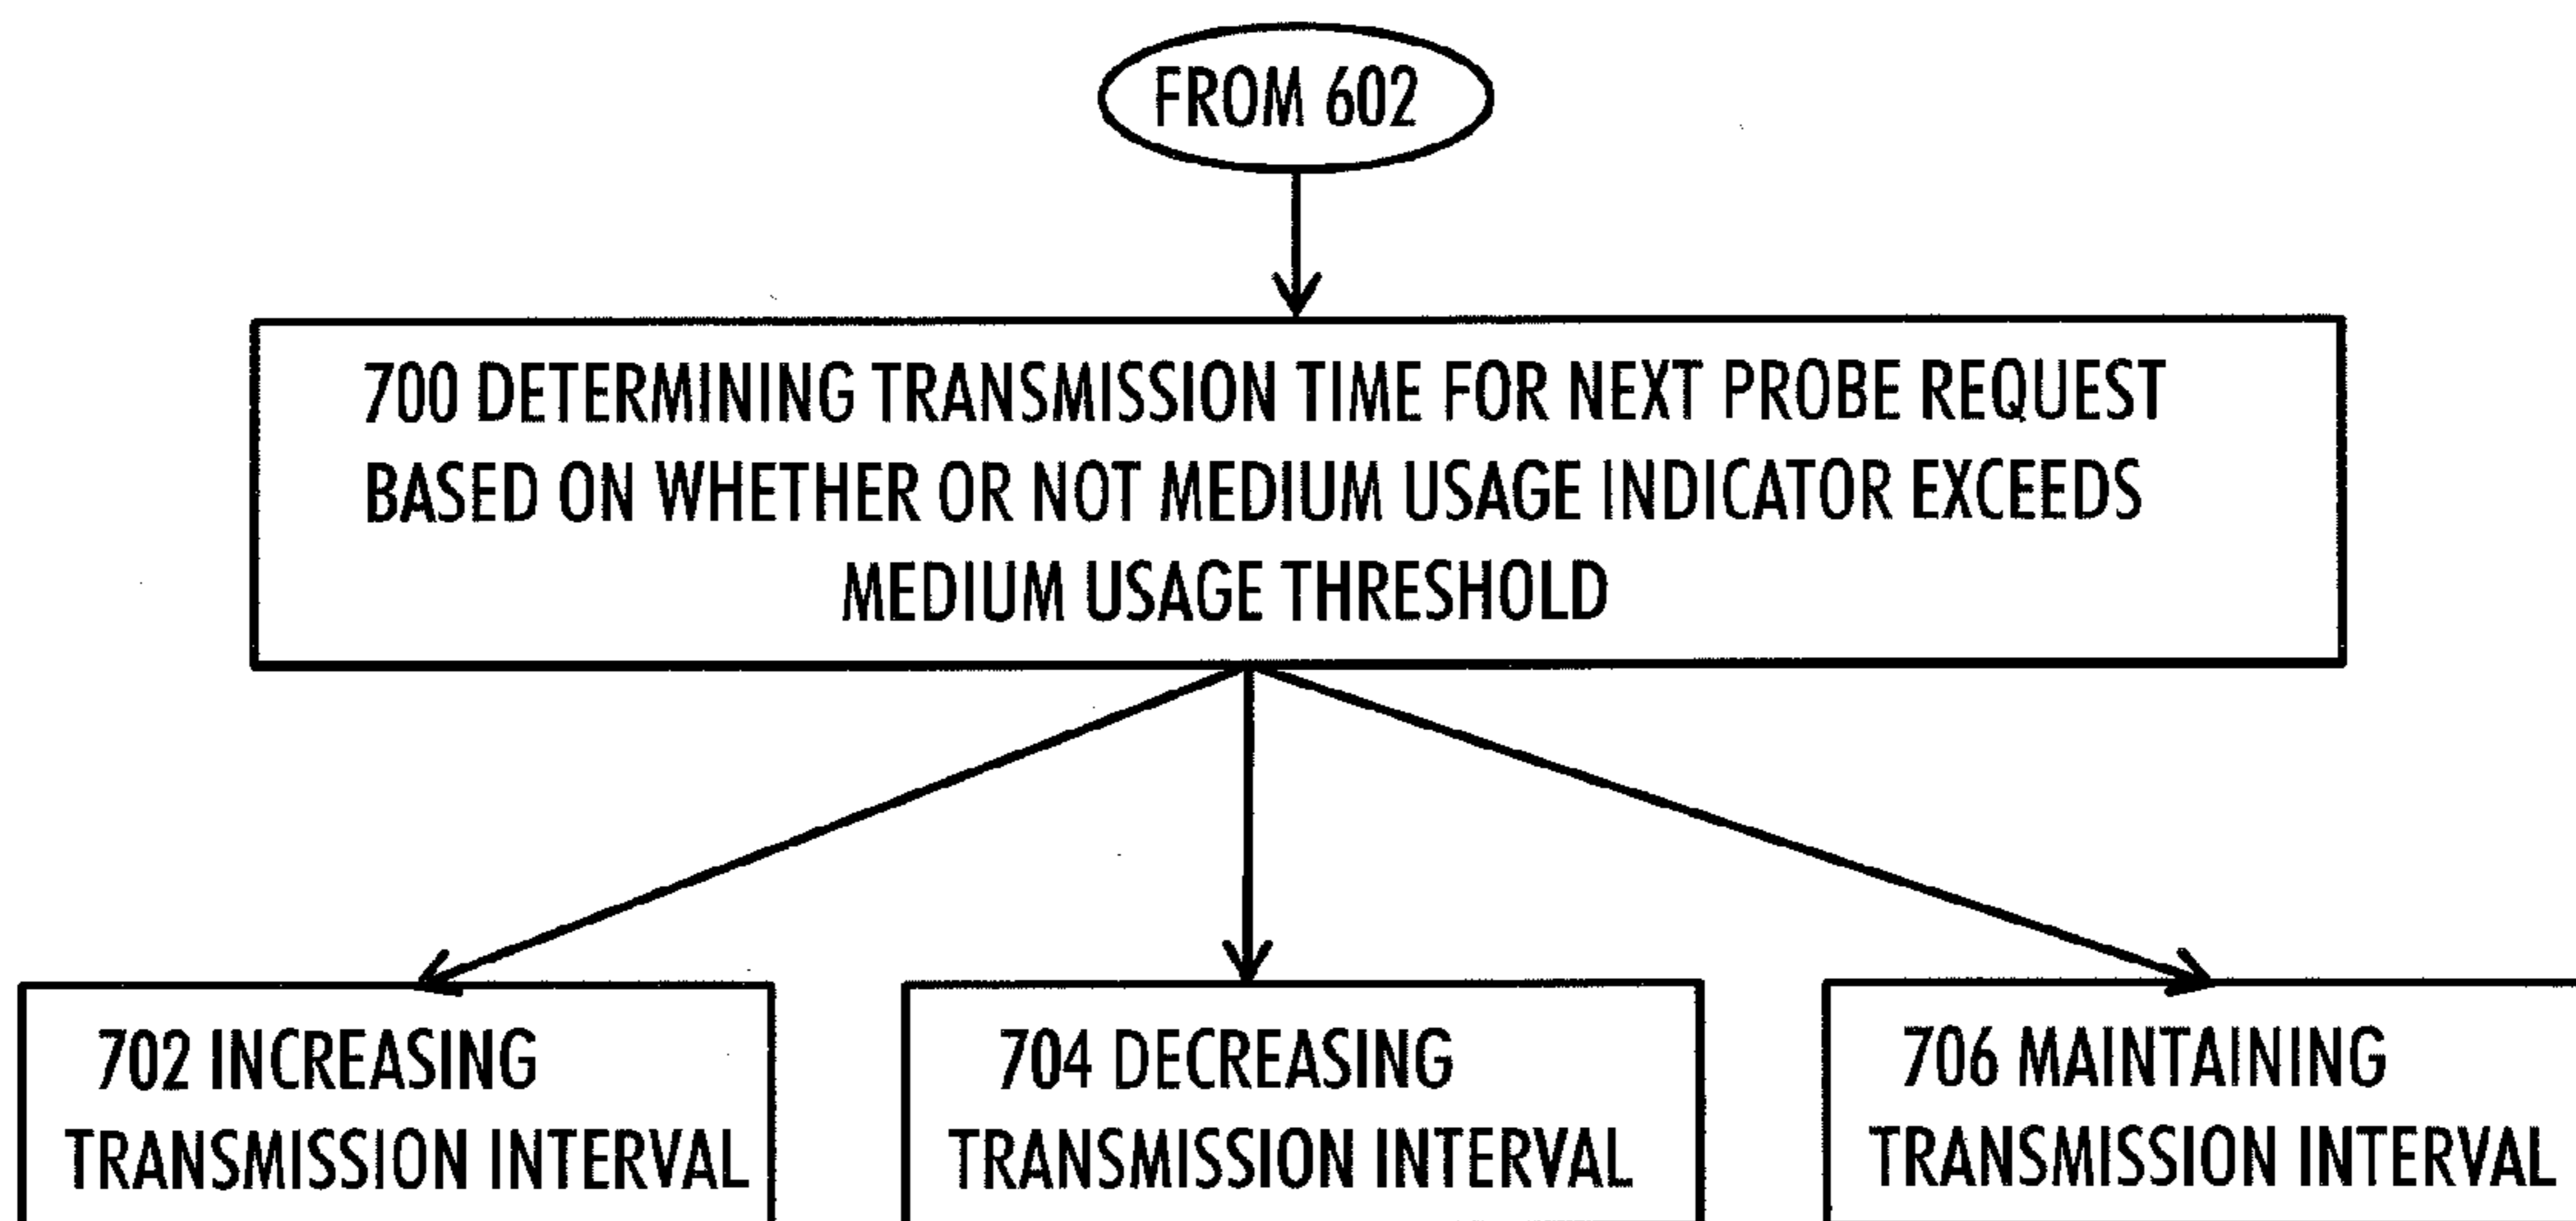 FROM 602
700 DETERMINING TRANSMISSION TIME FOR NEXT PROBE REQUEST
BASED ON WHETHER OR NOT MEDIUM USAGE INDICATOR EXCEEDS
MEDIUM USAGE THRESHOLD
702 INCREASING
TRANSMISSION INTERVAL
704 DECREASING
TRANSMISSION INTERVAL
706 MAINTAINING
TRANSMISSION INTERVAL